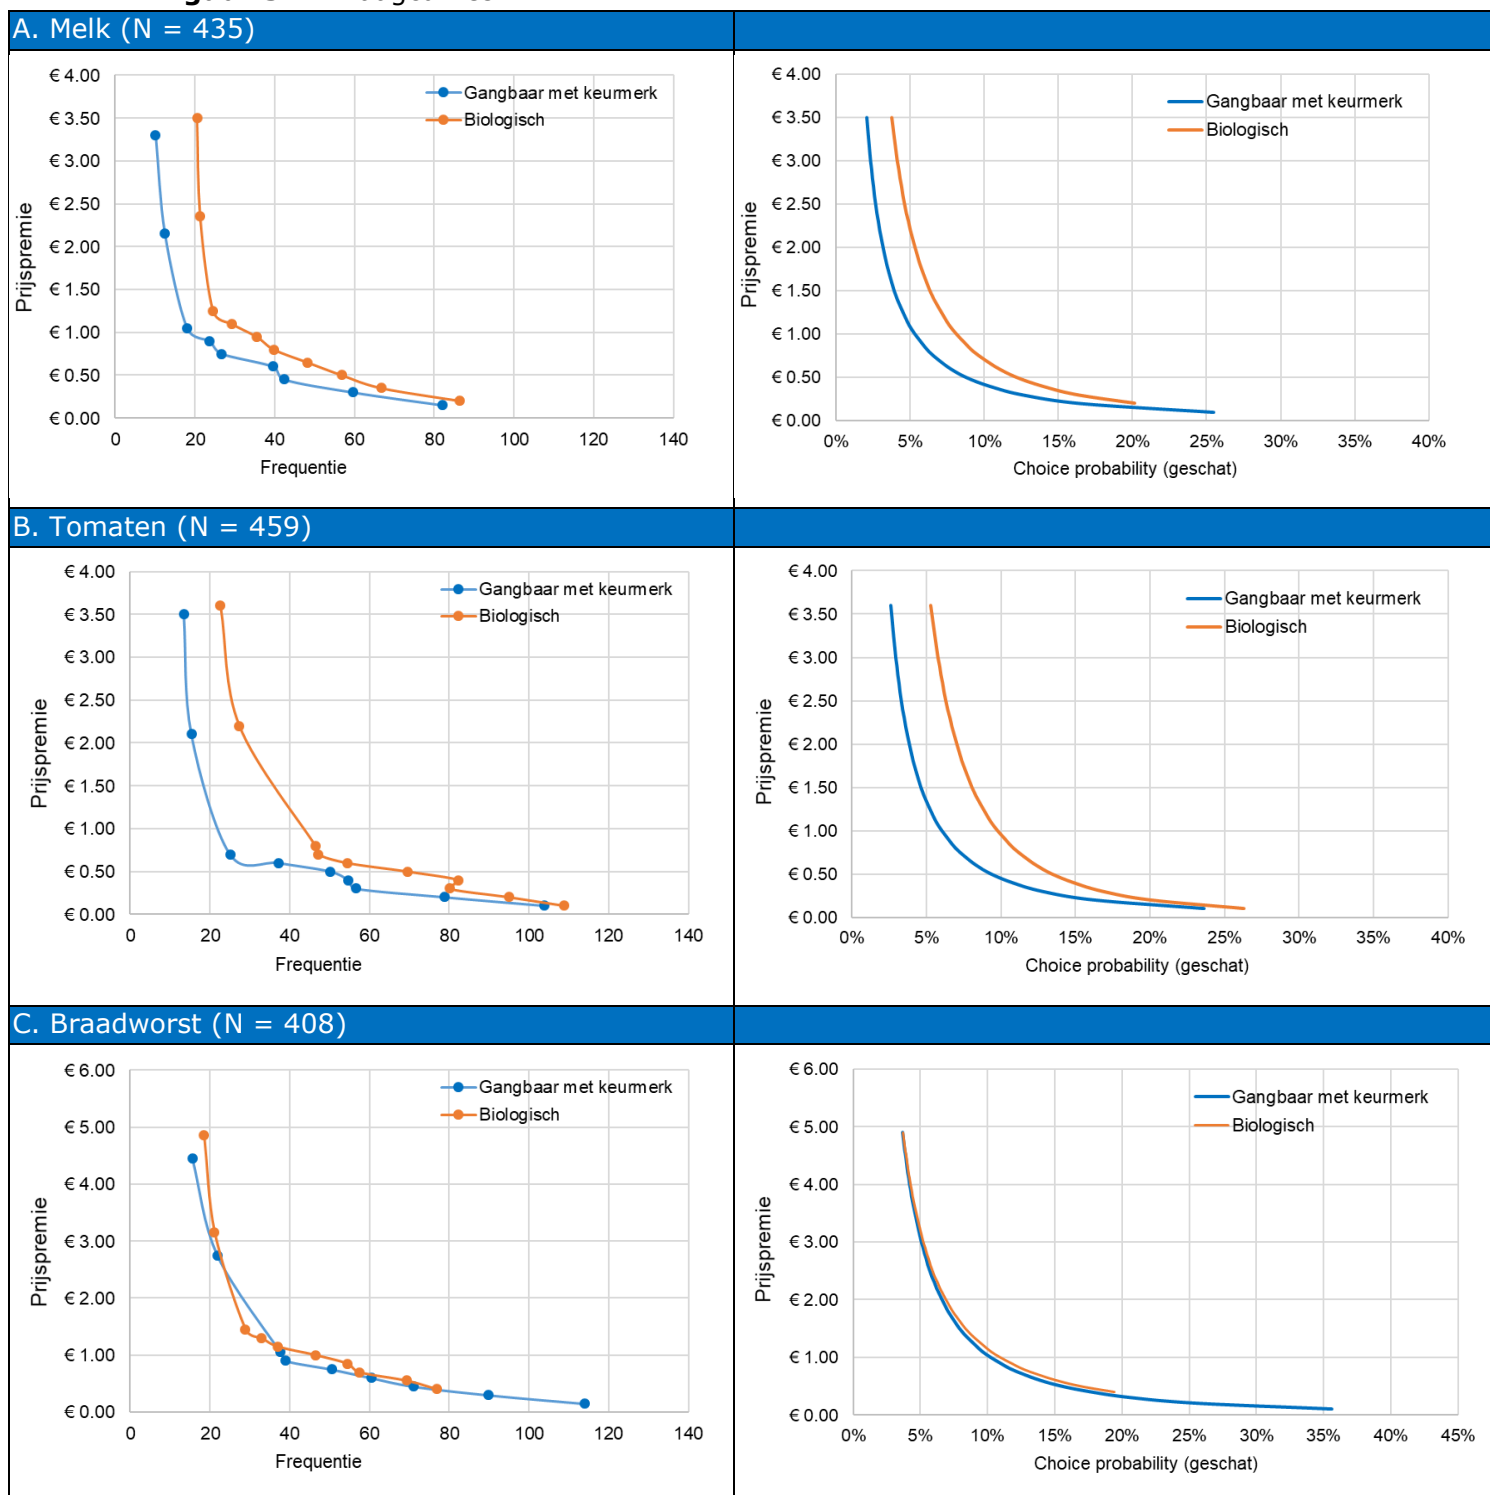 A. Melk (N = 435)
€ 4.00
€ 3.50
€ 3.00
€ 2.50
€ 2.00
€ 1.50
€ 1.00
€ 0.50
€ 0.00
Prijspremie
Gangbaar met keurmerk
Biologisch
0 20 40 60 80 100 120 140
Frequentie
€ 4.00
€ 3.50
€ 3.00
€ 2.50
€ 2.00
€ 1.50
€ 1.00
€ 0.50
€ 0.00
Prijspremie
Gangbaar met keurmerk
Biologisch
0% 5% 10% 15% 20% 25% 30% 35% 40%
Choice probability (geschat)
B. Tomaten (N = 459)
€ 4.00
€ 3.50
€ 3.00
€ 2.50
€ 2.00
€ 1.50
€ 1.00
€ 0.50
€ 0.00
Prijspremie
Gangbaar met keurmerk
Biologisch
0 20 40 60 80 100 120 140
Frequentie
€ 4.00
€ 3.50
€ 3.00
€ 2.50
€ 2.00
€ 1.50
€ 1.00
€ 0.50
€ 0.00
Prijspremie
Gangbaar met keurmerk
Biologisch
0% 5% 10% 15% 20% 25% 30% 35% 40%
Choice probability (geschat)
C. Braadworst (N = 408)
€ 6.00
€ 5.00
€ 4.00
€ 3.00
€ 2.00
€ 1.00
€ 0.00
Prijspremie
Gangbaar met keurmerk
Biologisch
0 20 40 60 80 100 120 140
Frequentie
€ 6.00
€ 5.00
€ 4.00
€ 3.00
€ 2.00
€ 1.00
€ 0.00
Prijspremie
Gangbaar met keurmerk
Biologisch
0% 5% 10% 15% 20% 25% 30% 35% 40% 45%
Choice probability (geschat)